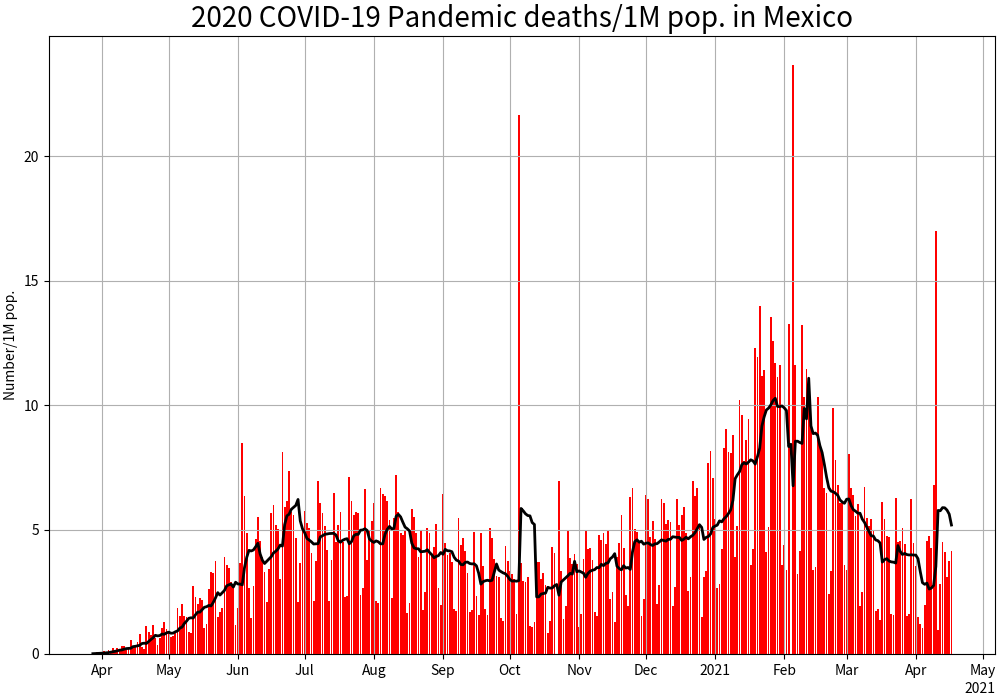 2020 COVID-19 Pandemic deaths/1M pop. in Mexico
Number/1M pop.
20
15
10
5
0
Apr May Jun Jul Aug Sep Oct Nov Dec 2021 Feb Mar Apr May
2021